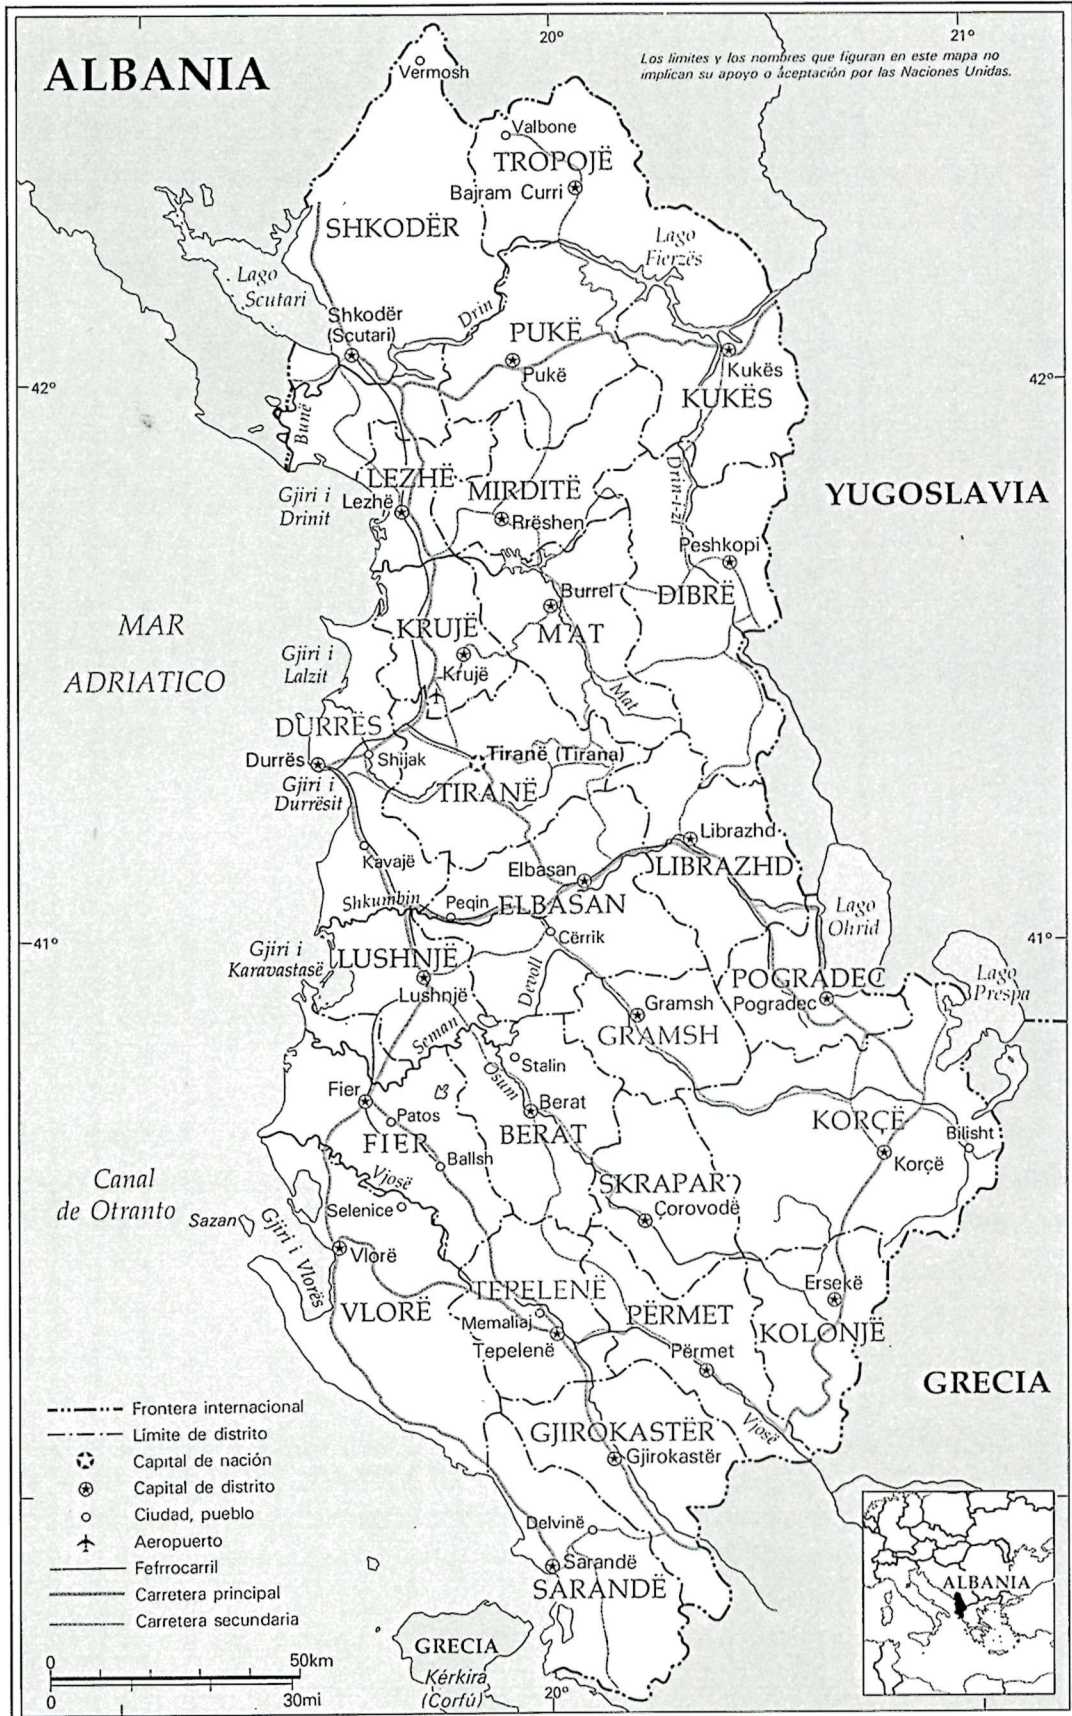 20°
21°
ALBANIA
Los límites y los nombres que figuran en este mapa no
implican su apoyo o aceptación por las Naciones Unidas.
Vermosh
Valbone
TROPOJË
Bajram Curri
SHKODËR
Lago
Fierzës
Lago
Scutari
Shkodër
(Scutari)
Drin
PUKË
Pukë
Kukës
KUKËS
42°
42°
Bunë
LEZHË
Lezhë
Gjiri i
Drinit
MIRDITË
Rrëshen
Drin-i-zi
YUGOSLAVIA
Peshkopi
DIBRË
Burrel
MAT
Mat
MAR
ADRIATICO
KRUJË
Krujë
Gjiri i
Lalzit
DURRËS
Durrës
Shijak
Gjiri i
Durrësit
Tiranë (Tirana)
TIRANË
Kavajë
Librazhd
LIBRAZHD
Elbasan
ELBASAN
Shkumbin
Peqin
Cërrik
Lago
Ohrid
41°
41°
Gjiri i
Karavastasë
LUSHNJË
Lushnjë
Devoll
Gramsh
GRAMSH
POGRADEC
Pogradec
Lago
Prespa
Seman
Stalin
Osum
Fier
Patos
FIER
Ballsh
Berat
BERAT
KORÇË
Korçë
Bilisht
Canal
de Otranto
Vjosë
Selenicë
Sazan
Gjiri i Vlorës
Vlorë
VLORË
SKRAPAR
Çorovodë
TEPELENË
Memaliaj
Tepelenë
PËRMET
Përmet
Ersekë
KOLONJË
GRECIA
Vjosë
GJIROKASTËR
Gjirokastër
Delvinë
Sarandë
SARANDË
Frontera internacional
Límite de distrito
Capital de nación
Capital de distrito
Ciudad, pueblo
Aeropuerto
Fefrrocarril
Carretera principal
Carretera secundaria
0
50km
0
30mi
GRECIA
Kérkira
(Corfú)
20°
ALBANIA